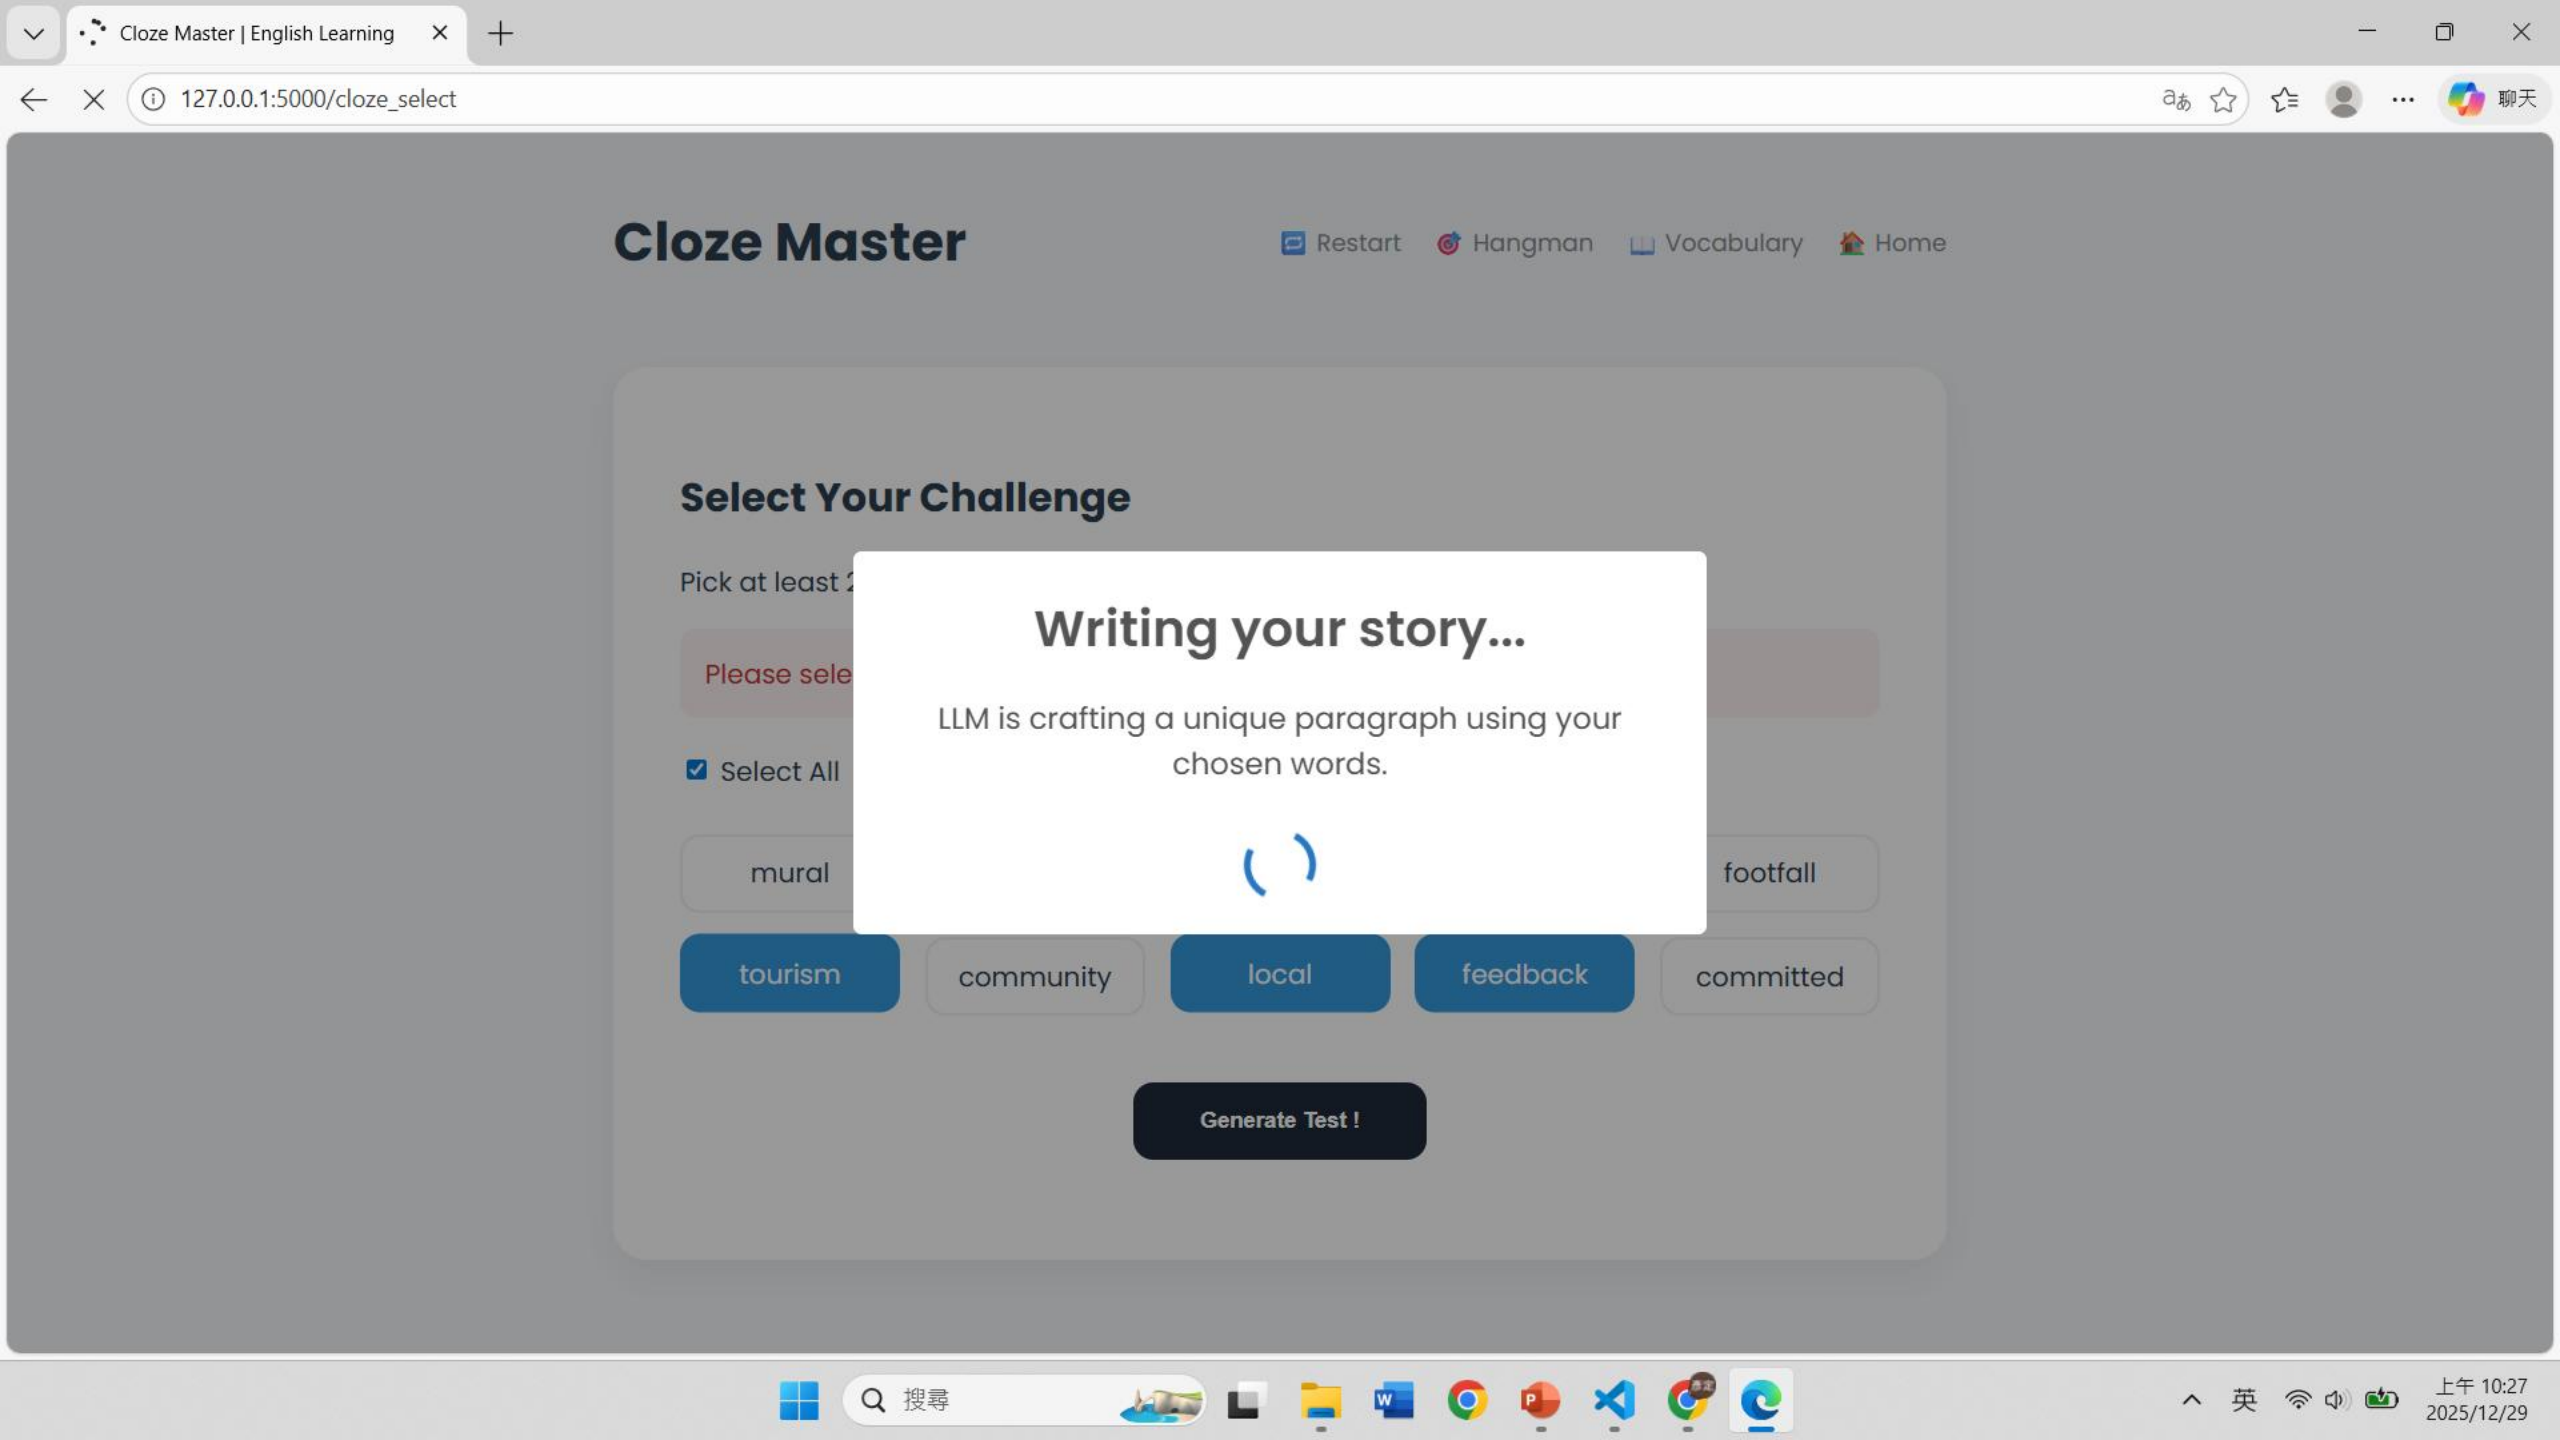 Cloze Master | English Learning
127.0.0.1:5000/cloze_select
聊天
Cloze Master
Restart
Hangman
Vocabulary
Home
Select Your Challenge
Pick at least
Please sele
Writing your story...
LLM is crafting a unique paragraph using your
chosen words.
Select All
mural
footfall
tourism
community
local
feedback
committed
Generate Test !
搜尋
英
上午 10:27
2025/12/29